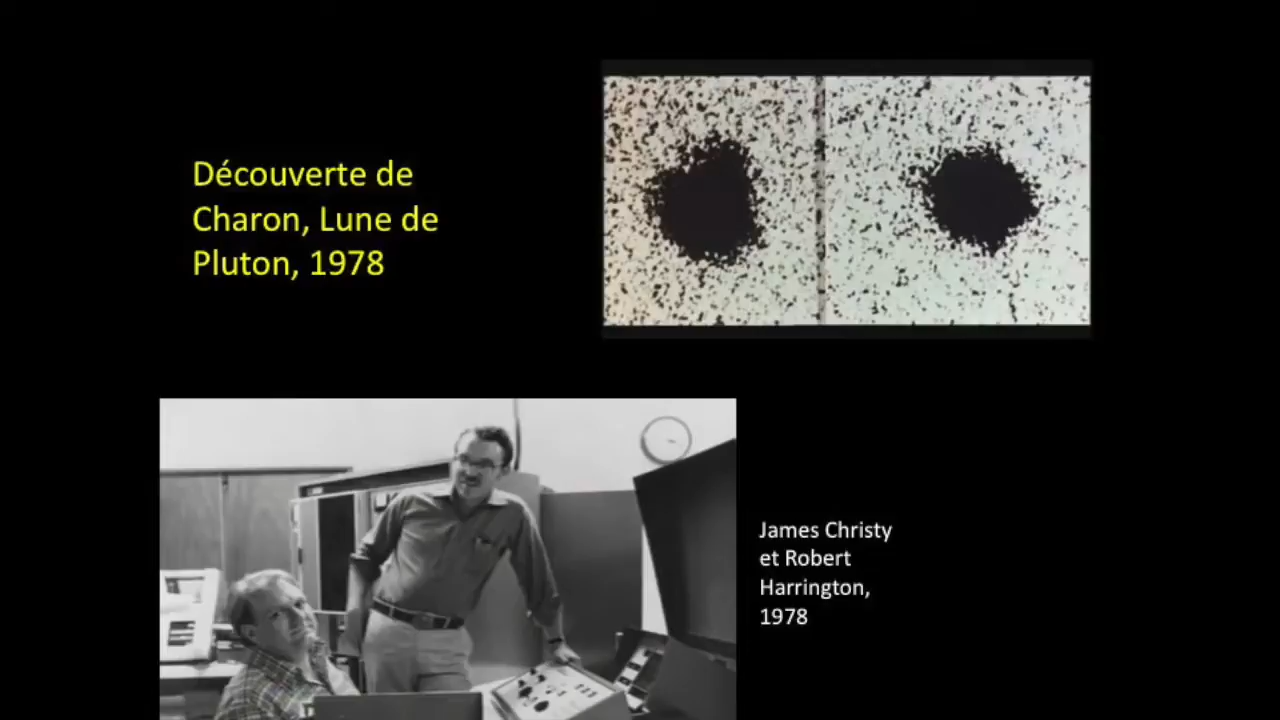 Découverte de
Charon, Lune de
Pluton, 1978
James Christy
et Robert
Harrington,
1978